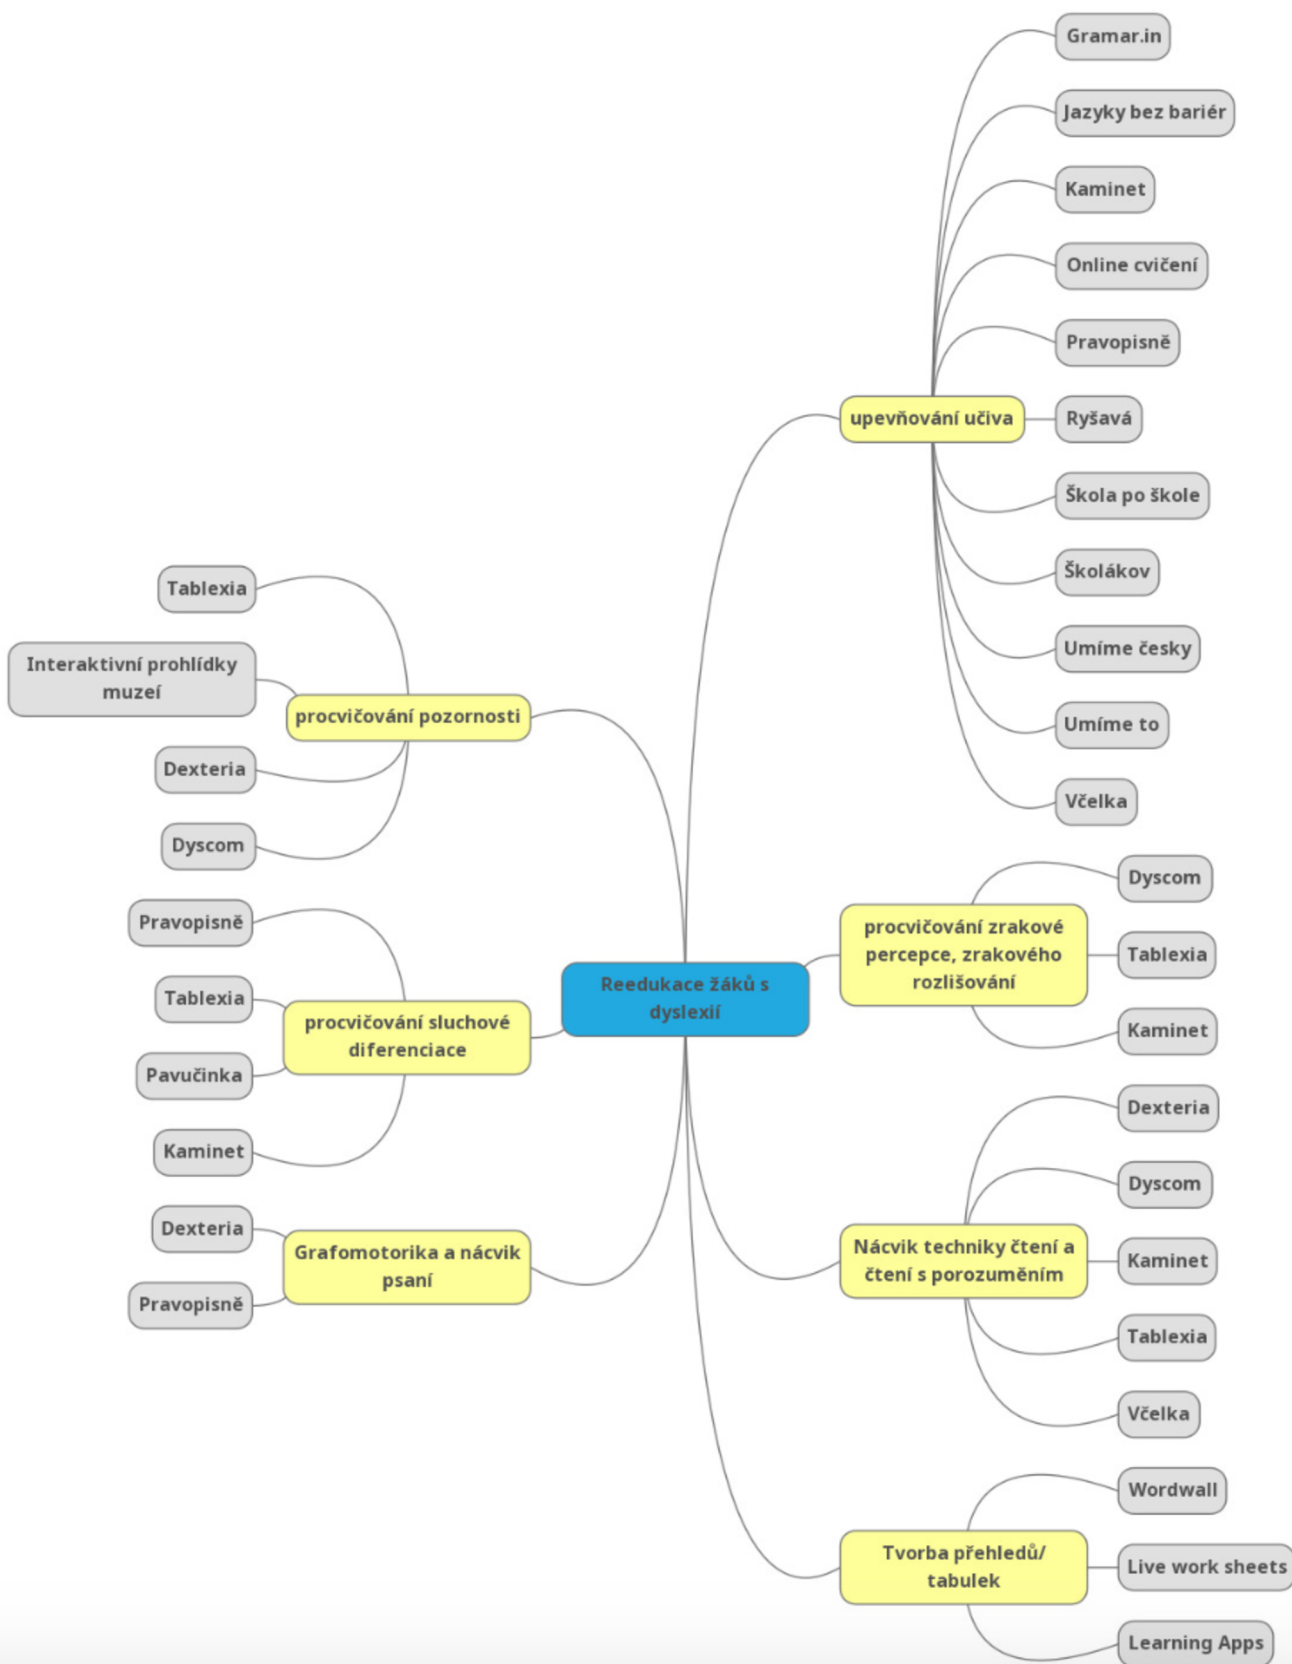 Reedukace žáků s
dyslexií
upevňování učiva
Gramar.in
Jazyky bez bariér
Kaminet
Online cvičení
Pravopisně
Ryšavá
Škola po škole
Školákov
Umíme česky
Umíme to
Včelka
procvičování zrakové
percepce, zrakového
rozlišování
Dyscom
Tablexia
Kaminet
Nácvik techniky čtení a
čtení s porozuměním
Dexteria
Dyscom
Kaminet
Tablexia
Včelka
Tvorba přehledů/
tabulek
Wordwall
Live work sheets
Learning Apps
procvičování pozornosti
Tablexia
Interaktivní prohlídky
muzeí
Dexteria
Dyscom
procvičování sluchové
diferenciace
Pravopisně
Tablexia
Pavučinka
Kaminet
Grafomotorika a nácvik
psaní
Dexteria
Pravopisně